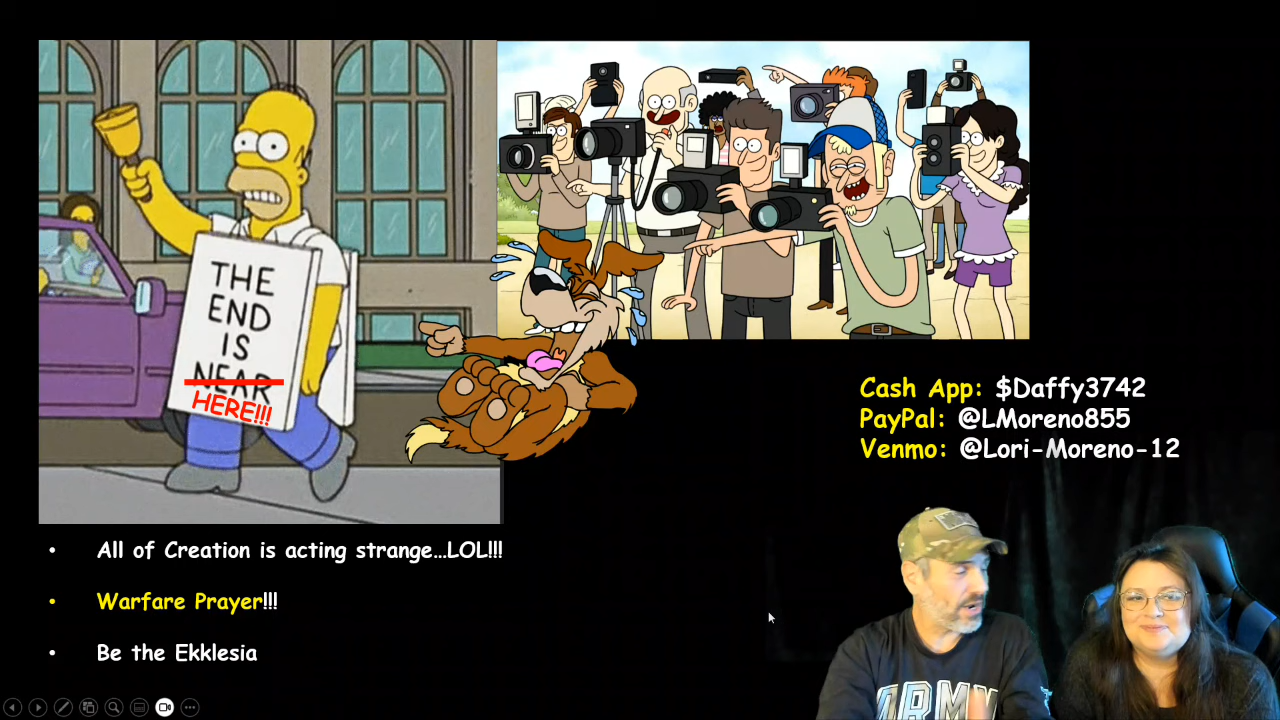 THE
END
IS
NEAR
HERE!!!
Cash App: $Daffy3742
PayPal: @LMoreno855
Venmo: @Lori-Moreno-12
• All of Creation is acting strange...LOL!!!
• Warfare Prayer!!!
• Be the Ekklesia
ARMY